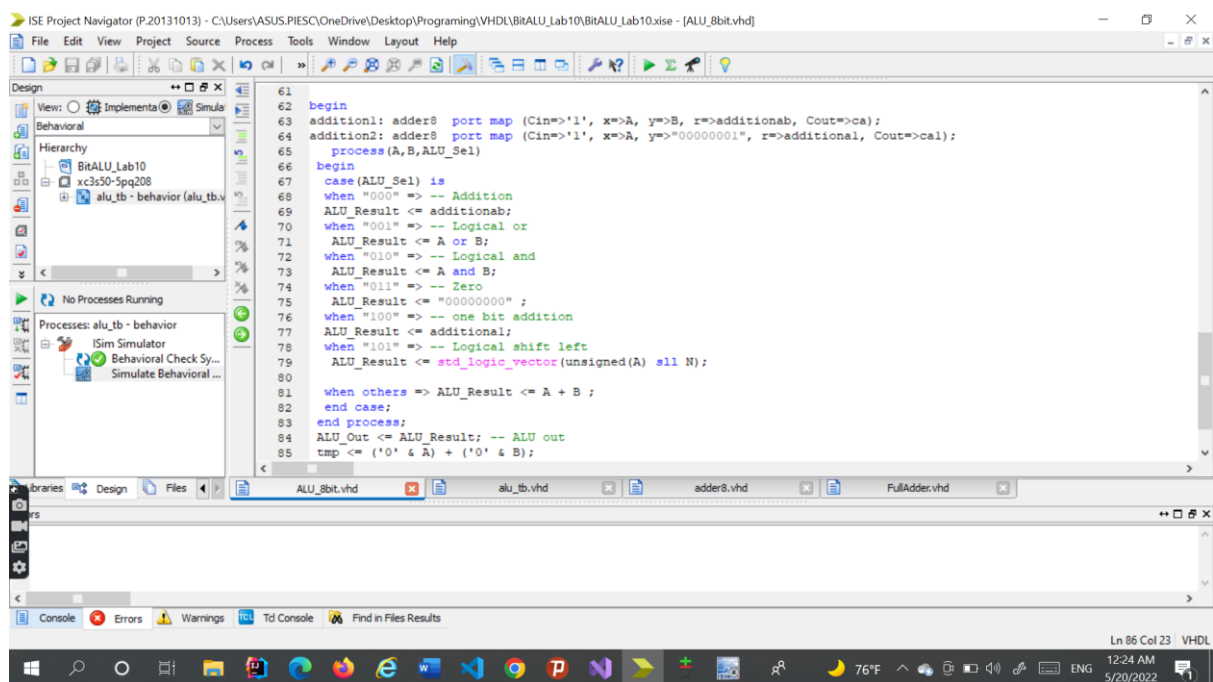 ISE Project Navigator (P.20131013) - C:\Users\ASUS.PIESC\OneDrive\Desktop\Programing\VHDL\BitALU_Lab10\BitALU_Lab10.xise - [ALU_8bit.vhd]
File Edit View Project Source Process Tools Window Layout Help
Design
View: Implementa Simula
Behavioral
Hierarchy
BitALU_Lab10
xc3s50-5pq208
alu_tb - behavior (alu_tb.v
No Processes Running
Processes: alu_tb - behavior
ISim Simulator
Behavioral Check Sy...
Simulate Behavioral ...
61
62 begin
63 addition1: adder8 port map (Cin=>'1', x=>A, y=>B, r=>additionab, Cout=>ca);
64 addition2: adder8 port map (Cin=>'1', x=>A, y=>"00000001", r=>additiona1, Cout=>ca1);
65 process(A,B,ALU_Sel)
66 begin
67 case(ALU_Sel) is
68 when "000" => -- Addition
69 ALU_Result <= additionab;
70 when "001" => -- Logical or
71 ALU_Result <= A or B;
72 when "010" => -- Logical and
73 ALU_Result <= A and B;
74 when "011" => -- Zero
75 ALU_Result <= "00000000" ;
76 when "100" => -- one bit addition
77 ALU_Result <= additiona1;
78 when "101" => -- Logical shift left
79 ALU_Result <= std_logic_vector(unsigned(A) sll N);
80
81 when others => ALU_Result <= A + B ;
82 end case;
83 end process;
84 ALU_Out <= ALU_Result; -- ALU out
85 tmp <= ('0' & A) + ('0' & B);
braries Design Files
ALU_8bit.vhd alu_tb.vhd adder8.vhd FullAdder.vhd
rs
Console Errors Warnings Tcl Console Find in Files Results
Ln 86 Col 23 VHDL
76°F ENG 12:24 AM
5/20/2022